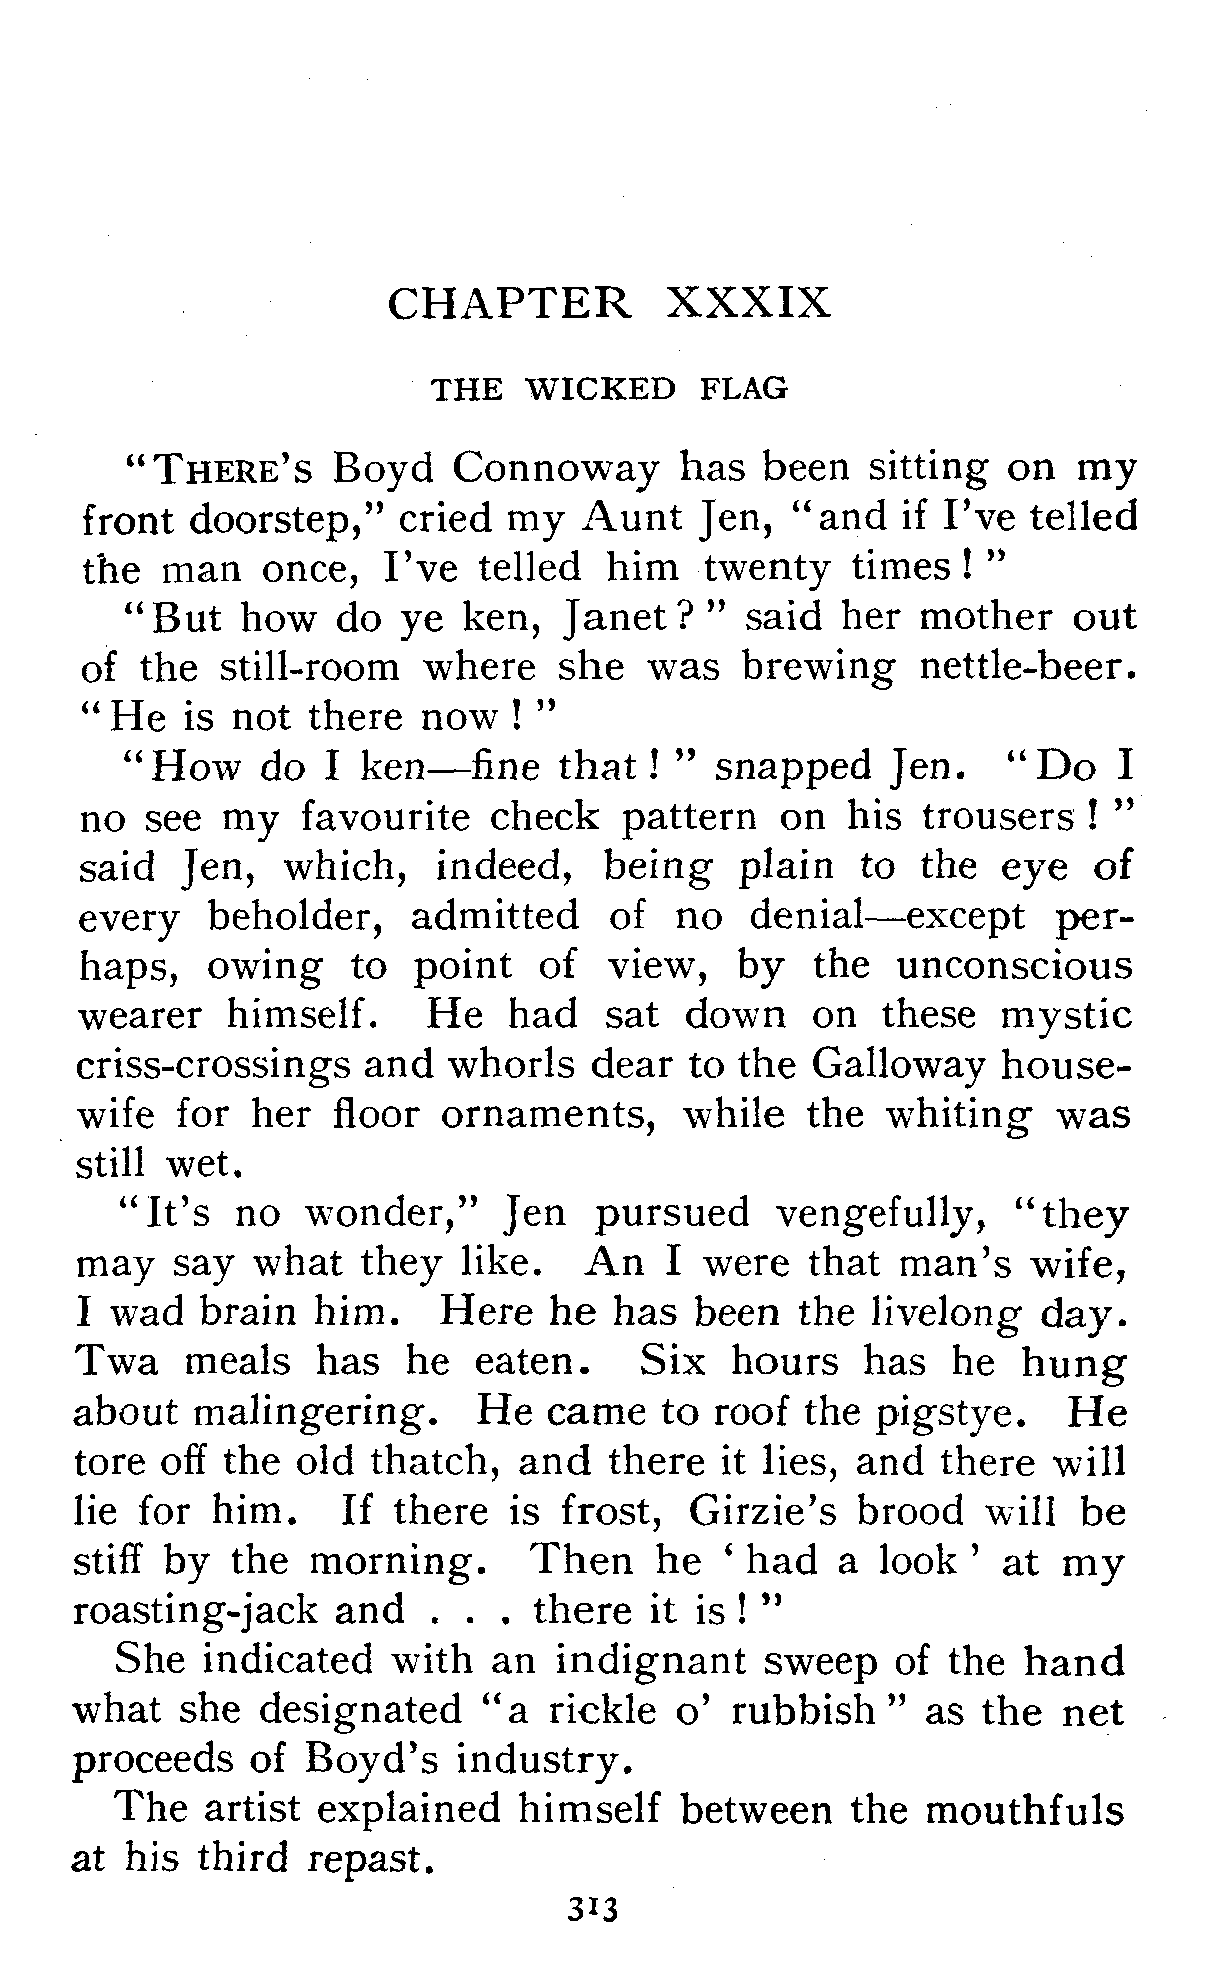 CHAPTER XXXIX
THE WICKED FLAG
"THERE'S Boyd Connoway has been sitting on my
front doorstep," cried my Aunt Jen, "and if I've telled
the man once, I've telled him twenty times!"
"But how do ye ken, Janet?" said her mother out
of the still-room where she was brewing nettle-beer.
"He is not there now!"
"How do I ken—fine that!" snapped Jen. "Do I
no see my favourite check pattern on his trousers!"
said Jen, which, indeed, being plain to the eye of
every beholder, admitted of no denial—except per-
haps, owing to point of view, by the unconscious
wearer himself. He had sat down on these mystic
criss-crossings and whorls dear to the Galloway house-
wife for her floor ornaments, while the whiting was
still wet.
"It's no wonder," Jen pursued vengefully, "they
may say what they like. An I were that man's wife,
I wad brain him. Here he has been the livelong day.
Twa meals has he eaten. Six hours has he hung
about malingering. He came to roof the pigstye. He
tore off the old thatch, and there it lies, and there will
lie for him. If there is frost, Girzie's brood will be
stiff by the morning. Then he 'had a look' at my
roasting-jack and . . . there it is!"
She indicated with an indignant sweep of the hand
what she designated "a rickle o' rubbish" as the net
proceeds of Boyd's industry.
The artist explained himself between the mouthfuls
at his third repast.
313